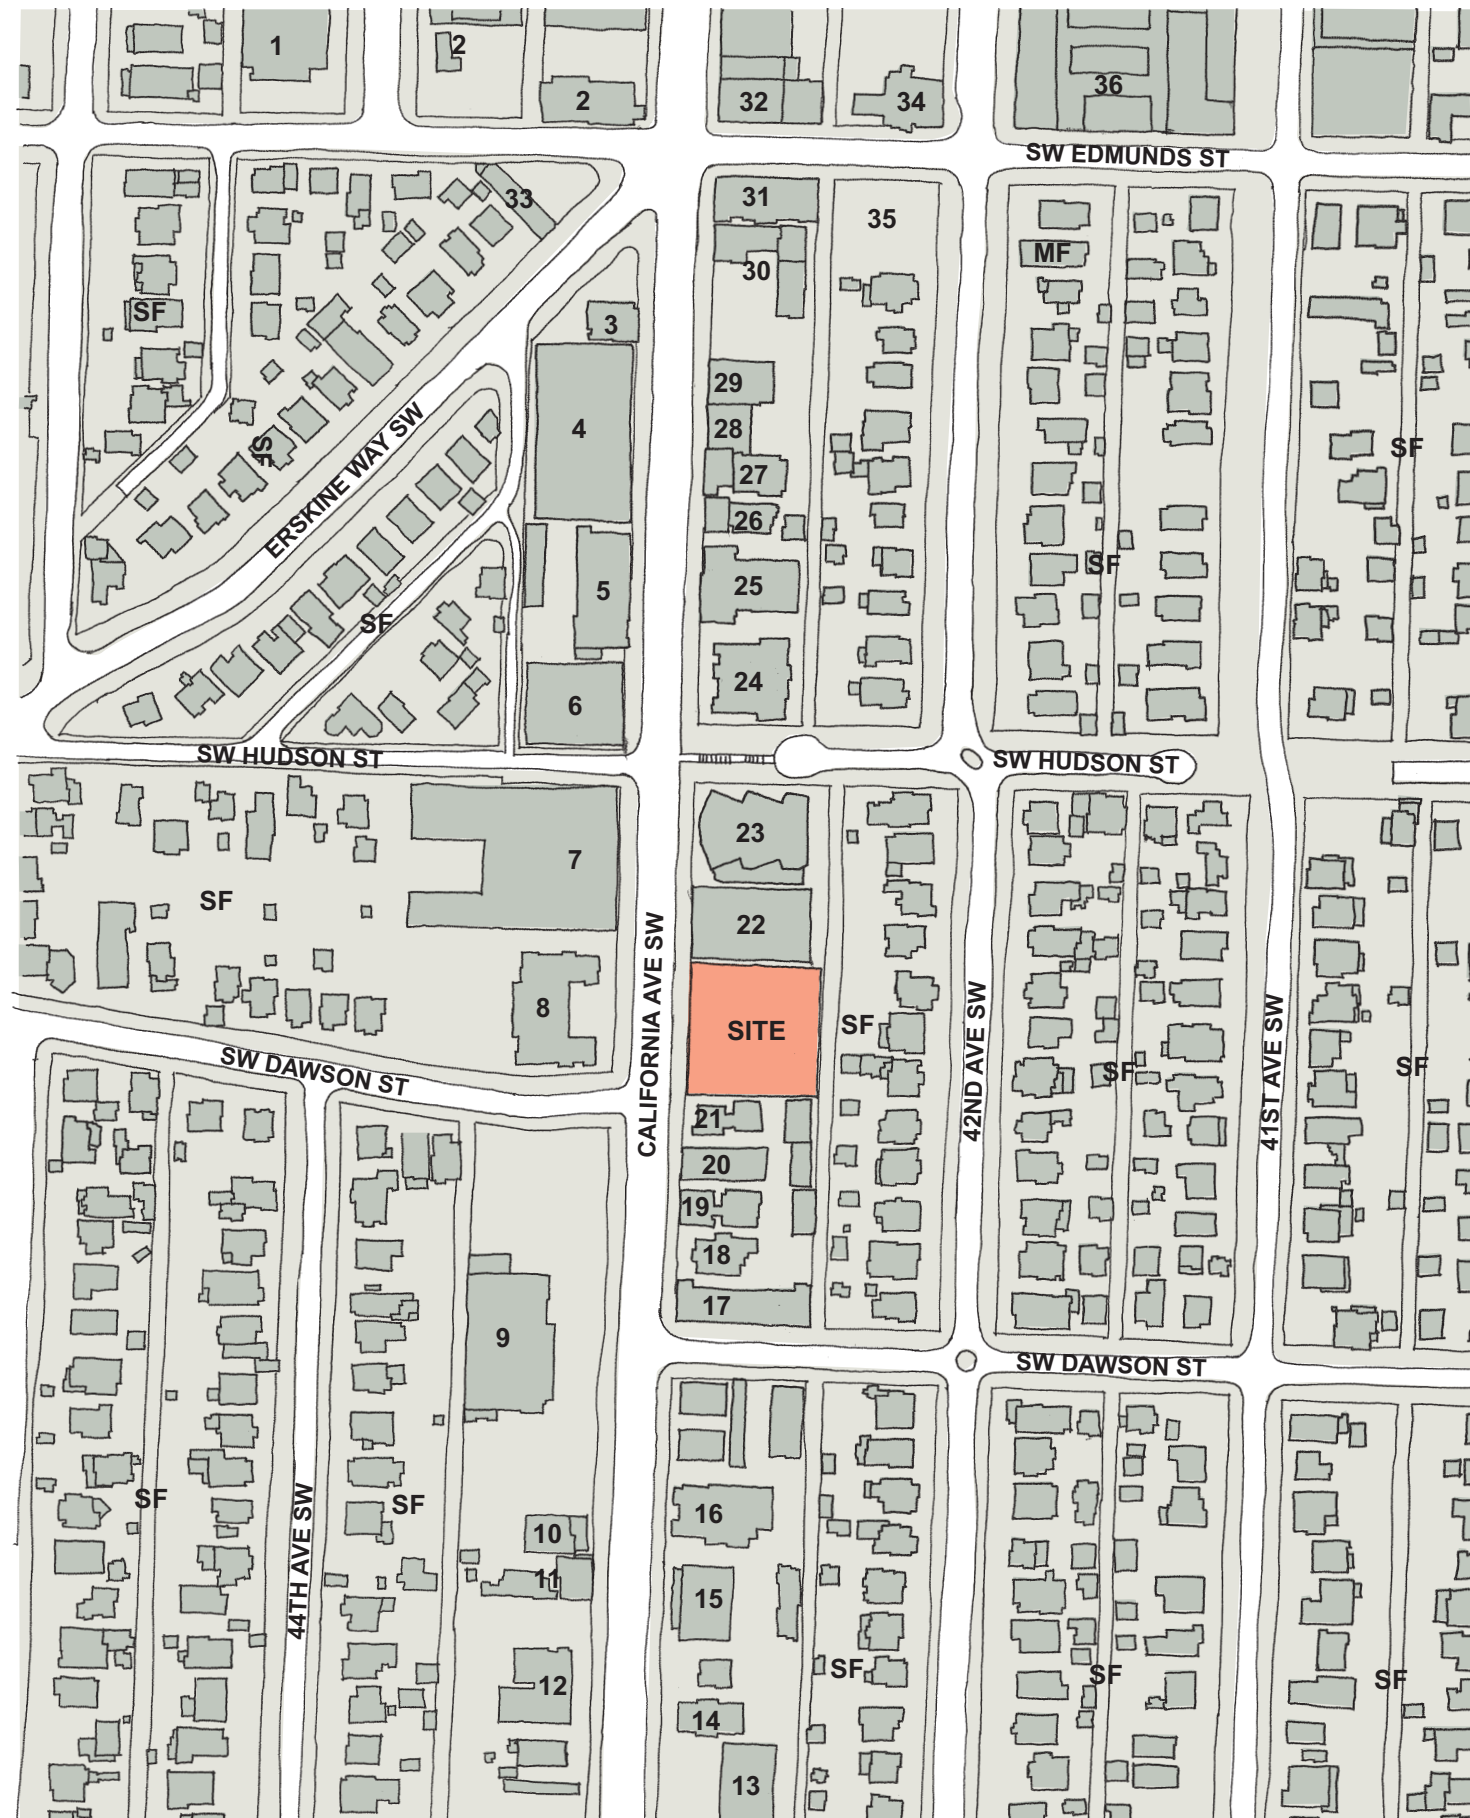 1
2
2
32
34
36
SW EDMUNDS ST
33
31
35
30
MF
SF
3
29
4
28
SF
SF
ERSKINE WAY SW
27
26
SF
25
5
SF
24
6
SW HUDSON ST
SW HUDSON ST
23
7
SF
22
CALIFORNIA AVE SW
8
SITE
SF
42ND AVE SW
41ST AVE SW
SF
SF
SW DAWSON ST
21
20
19
18
17
9
SW DAWSON ST
SF
44TH AVE SW
SF
16
10
11
15
SF
SF
SF
12
14
13